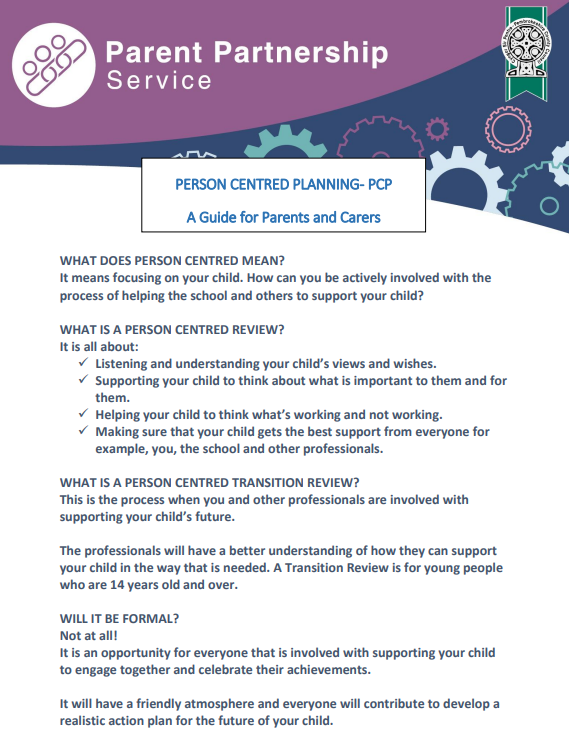 Parent Partnership
Service
PERSON CENTRED PLANNING- PCP
A Guide for Parents and Carers
WHAT DOES PERSON CENTRED MEAN?
It means focusing on your child. How can you be actively involved with the
process of helping the school and others to support your child?
WHAT IS A PERSON CENTRED REVIEW?
It is all about:
✓ Listening and understanding your child's views and wishes.
✓ Supporting your child to think about what is important to them and for
them.
✓ Helping your child to think what's working and not working.
✓ Making sure that your child gets the best support from everyone for
example, you, the school and other professionals.
WHAT IS A PERSON CENTRED TRANSITION REVIEW?
This is the process when you and other professionals are involved with
supporting your child's future.
The professionals will have a better understanding of how they can support
your child in the way that is needed. A Transition Review is for young people
who are 14 years old and over.
WILL IT BE FORMAL?
Not at all!
It is an opportunity for everyone that is involved with supporting your child
to engage together and celebrate their achievements.
It will have a friendly atmosphere and everyone will contribute to develop a
realistic action plan for the future of your child.